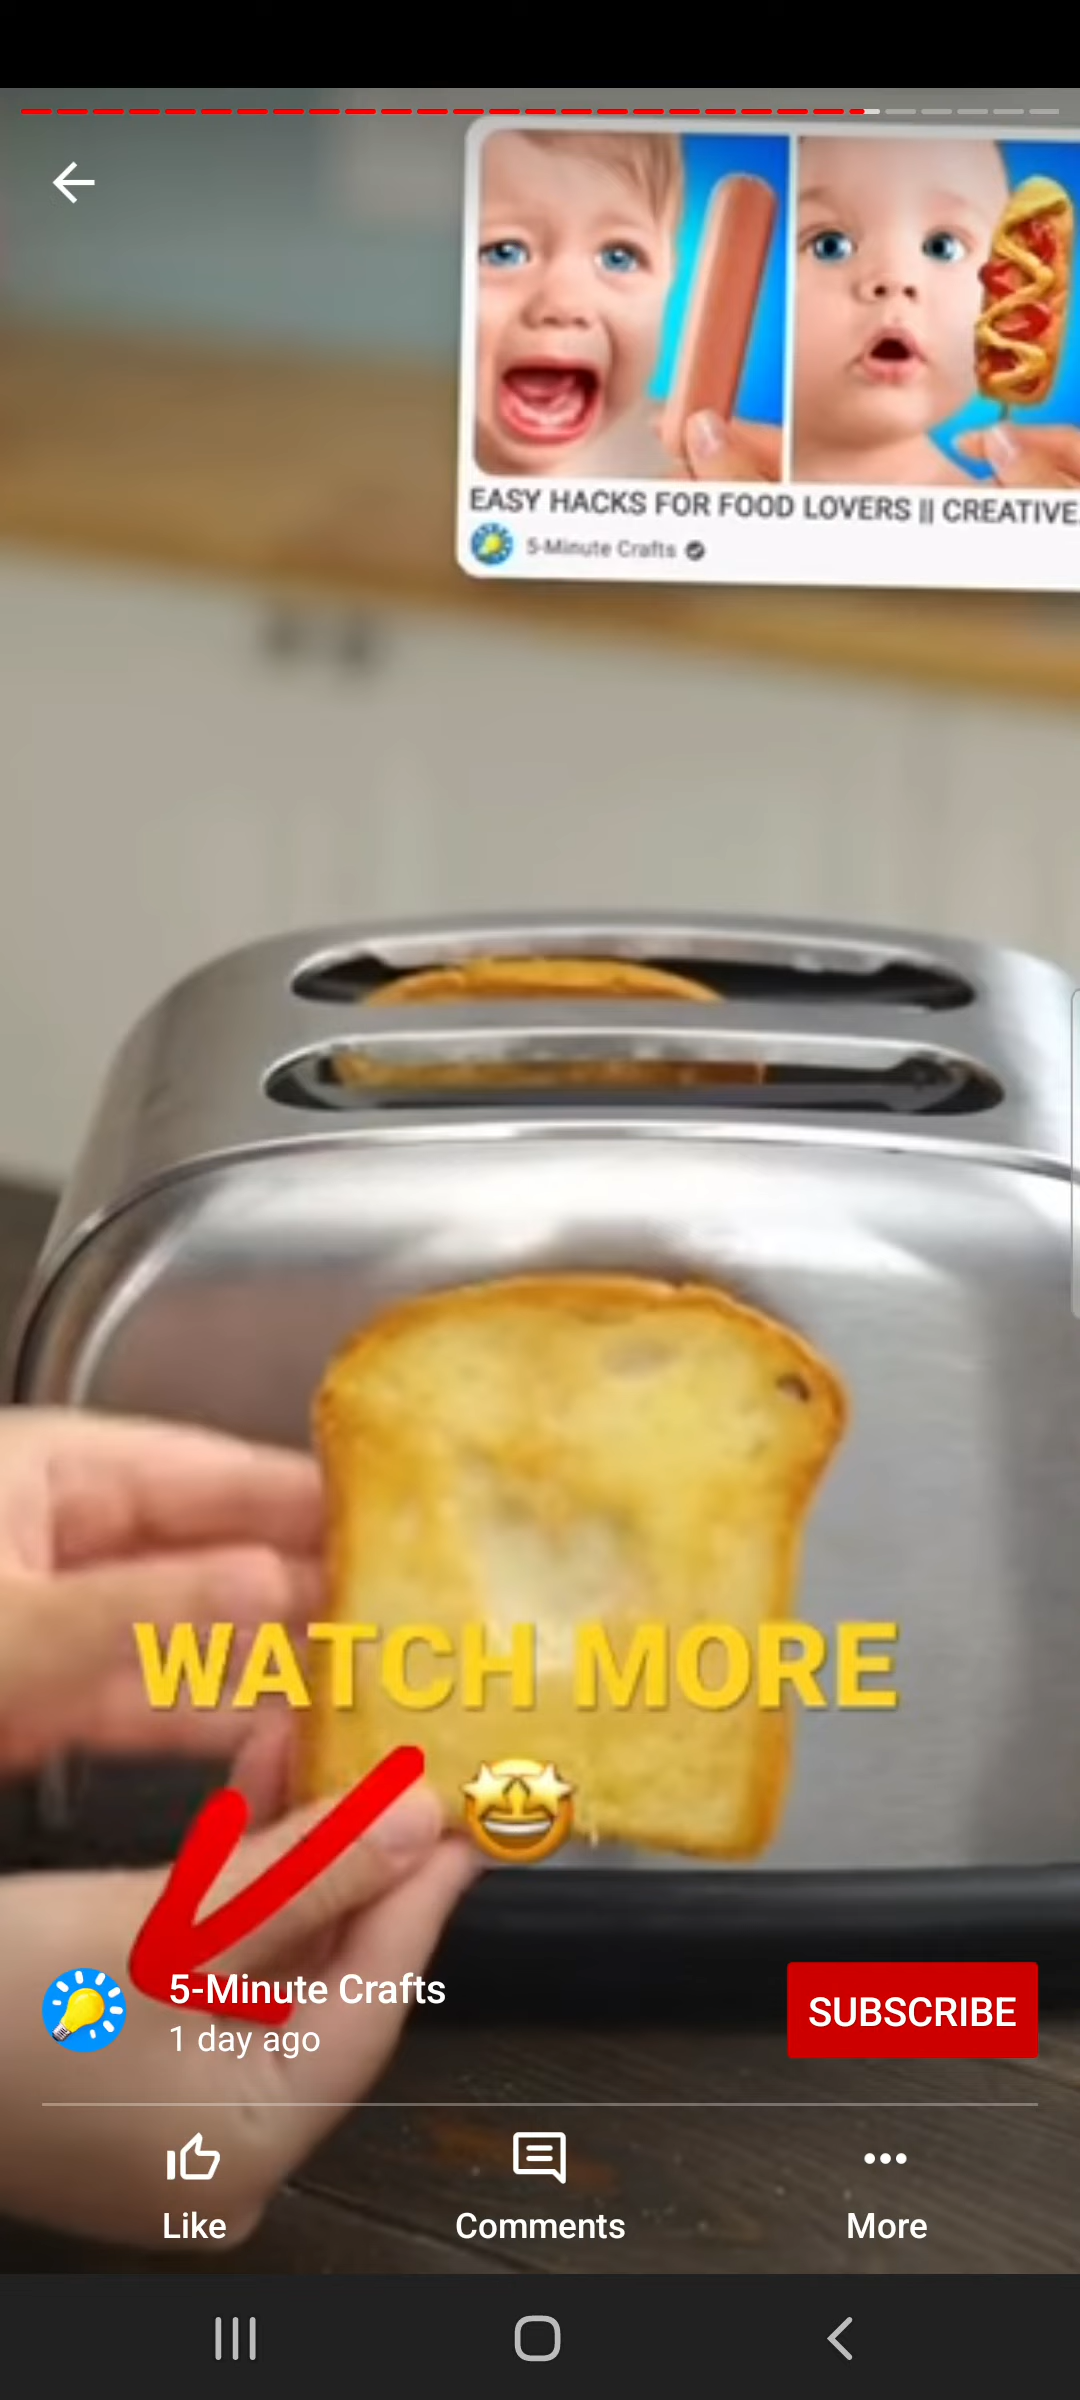 EASY HACKS FOR FOOD LOVERS || CREATIVE
5-Minute Crafts
WATCH MORE
5-Minute Crafts
1 day ago
SUBSCRIBE
Like
Comments
More